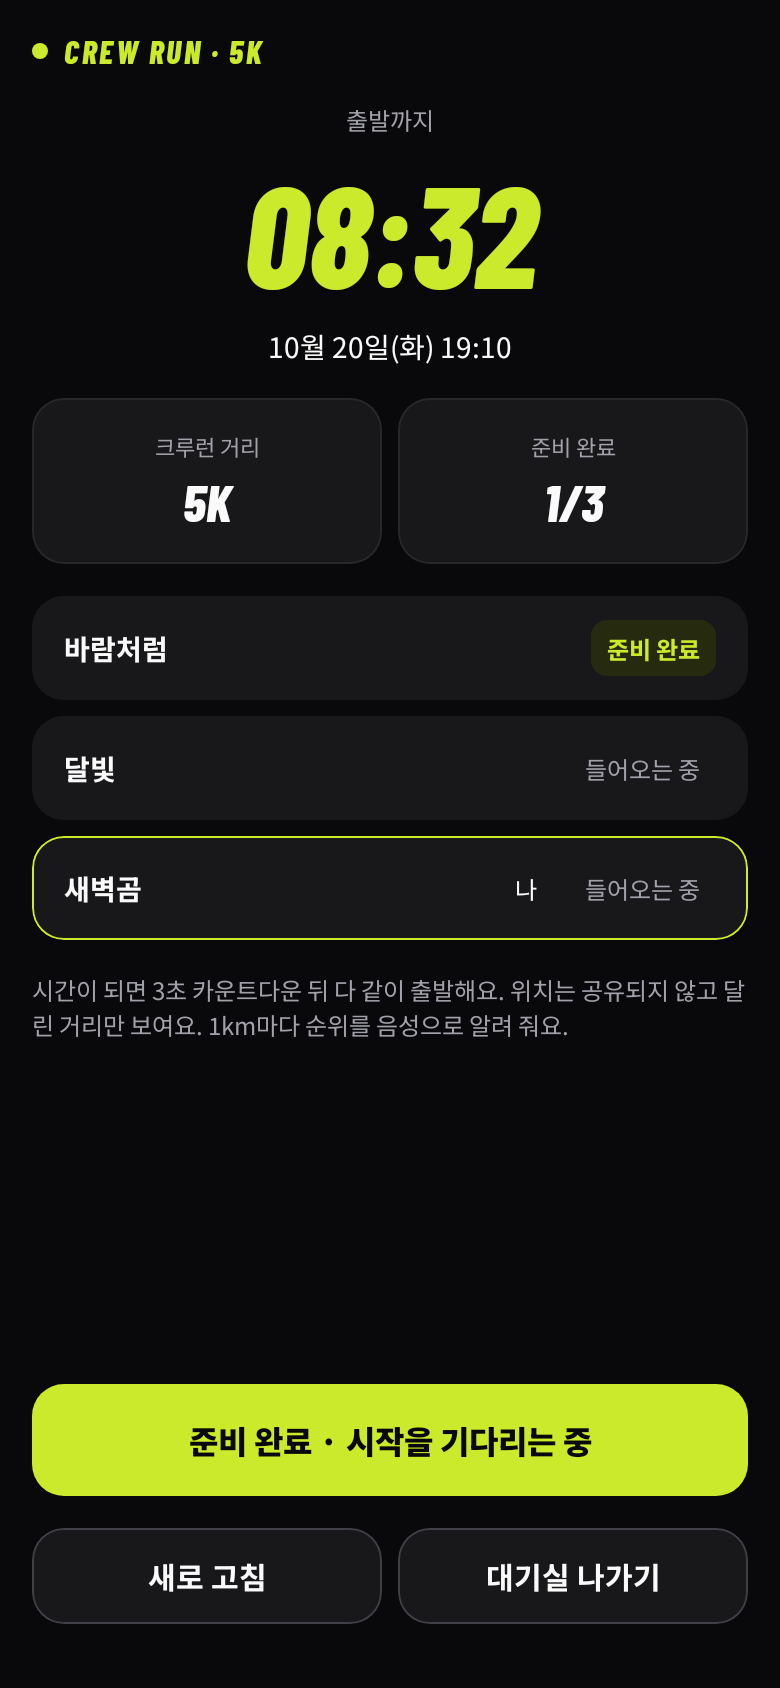 CREW RUN · 5K
출발까지
08:32
10월 20일(화) 19:10
크루런 거리
준비 완료
5K
1/3
바람처럼
준비 완료
달빛
들어오는 중
새벽곰
나
들어오는 중
시간이 되면 3초 카운트다운 뒤 다 같이 출발해요. 위치는 공유되지 않고 달
린 거리만 보여요. 1km마다 순위를 음성으로 알려 줘요.
준비 완료 · 시작을 기다리는 중
새로 고침
대기실 나가기